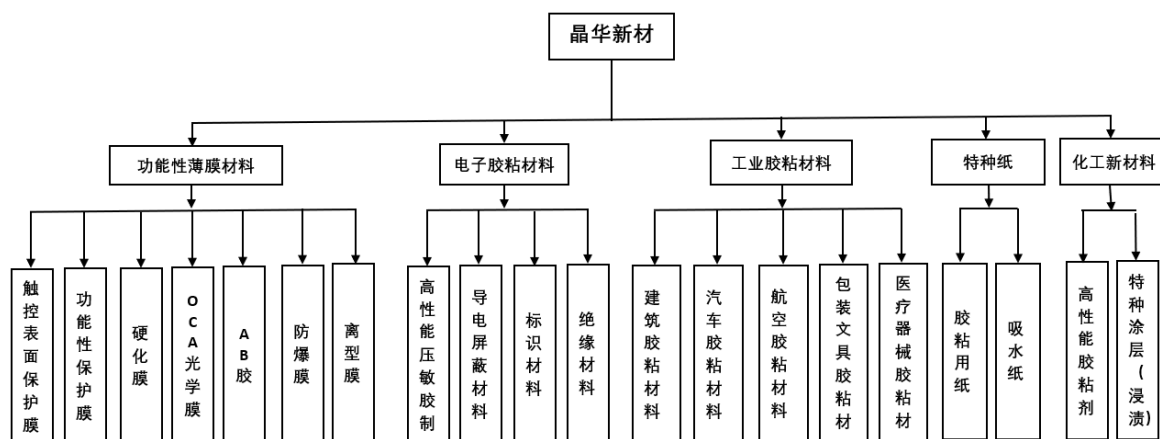 晶华新材
功能性薄膜材料
电子胶粘材料
工业胶粘材料
特种纸
化工新材料
触控表面保护膜
功能性保护膜
硬化膜
OCA光学膜
AB胶
防爆膜
离型膜
高性能压敏胶制
导电屏蔽材料
标识材料
绝缘材料
建筑胶粘材料
汽车胶粘材料
航空胶粘材料
包装文具胶粘材
医疗器械胶粘材
胶粘用纸
吸水纸
高性能胶粘剂
特种涂层(浸渍)